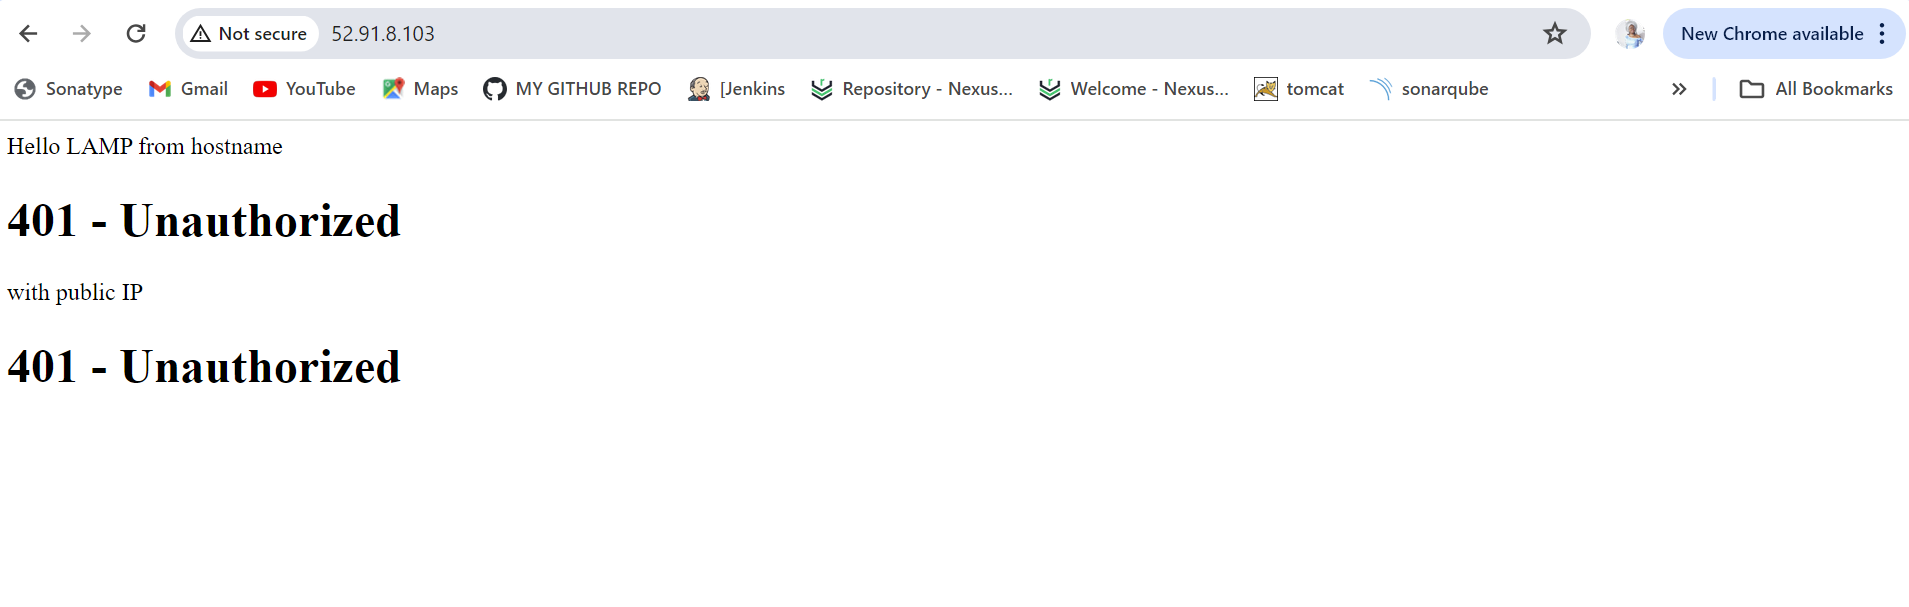 Not secure 52.91.8.103 New Chrome available
Sonatype Gmail YouTube Maps MY GITHUB REPO [Jenkins Repository - Nexus... Welcome - Nexus... tomcat sonarqube » All Bookmarks
Hello LAMP from hostname
401 - Unauthorized
with public IP
401 - Unauthorized